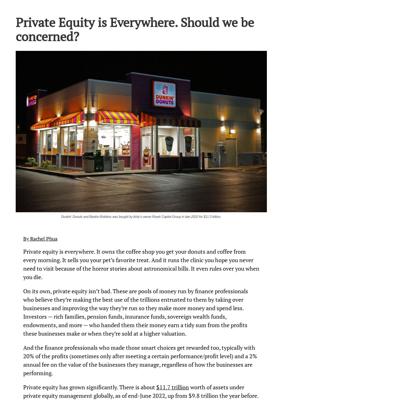 Private Equity is Everywhere. Should we be
concerned?
DUNKIN'
DONUTS
Dunkin' Donuts and Baskin-Robbins was bought by Arby's owner Roark Capital Group in late 2020 for $11.3 billion.
By Rachel Phua
Private equity is everywhere. It owns the coffee shop you get your donuts and coffee from
every morning. It sells you your pet's favorite treat. And it runs the clinic you hope you never
need to visit because of the horror stories about astronomical bills. It even rules over you when
you die.
On its own, private equity isn't bad. These are pools of money run by finance professionals
who believe they're making the best use of the trillions entrusted to them by taking over
businesses and improving the way they're run so they make more money and spend less.
Investors — rich families, pension funds, insurance funds, sovereign wealth funds,
endowments, and more — who handed them their money earn a tidy sum from the profits
these businesses make or when they're sold at a higher valuation.
And the finance professionals who made those smart choices get rewarded too, typically with
20% of the profits (sometimes only after meeting a certain performance/profit level) and a 2%
annual fee on the value of the businesses they manage, regardless of how the businesses are
performing.
Private equity has grown significantly. There is about $11.7 trillion worth of assets under
private equity management globally, as of end-June 2022, up from $9.8 trillion the year before.